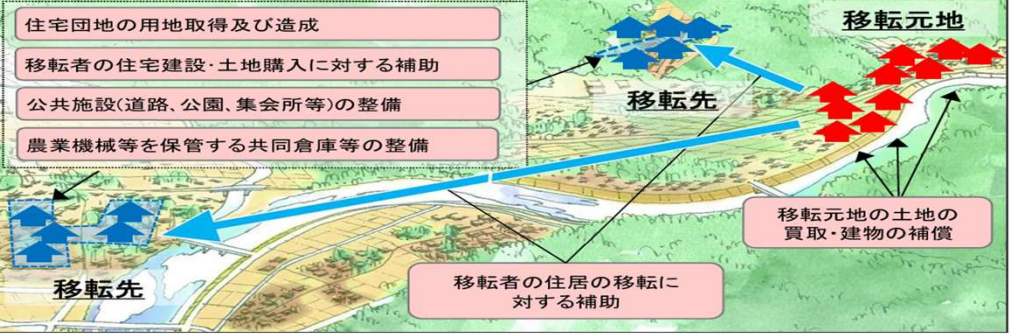 住宅団地の用地取得及び造成
移転者の住宅建設･土地購入に対する補助
公共施設(道路、公園、集会所等)の整備
農業機械等を保管する共同倉庫等の整備
移転元地
移転先
移転元地の土地の
買取･建物の補償
移転者の住居の移転に
対する補助
移転先